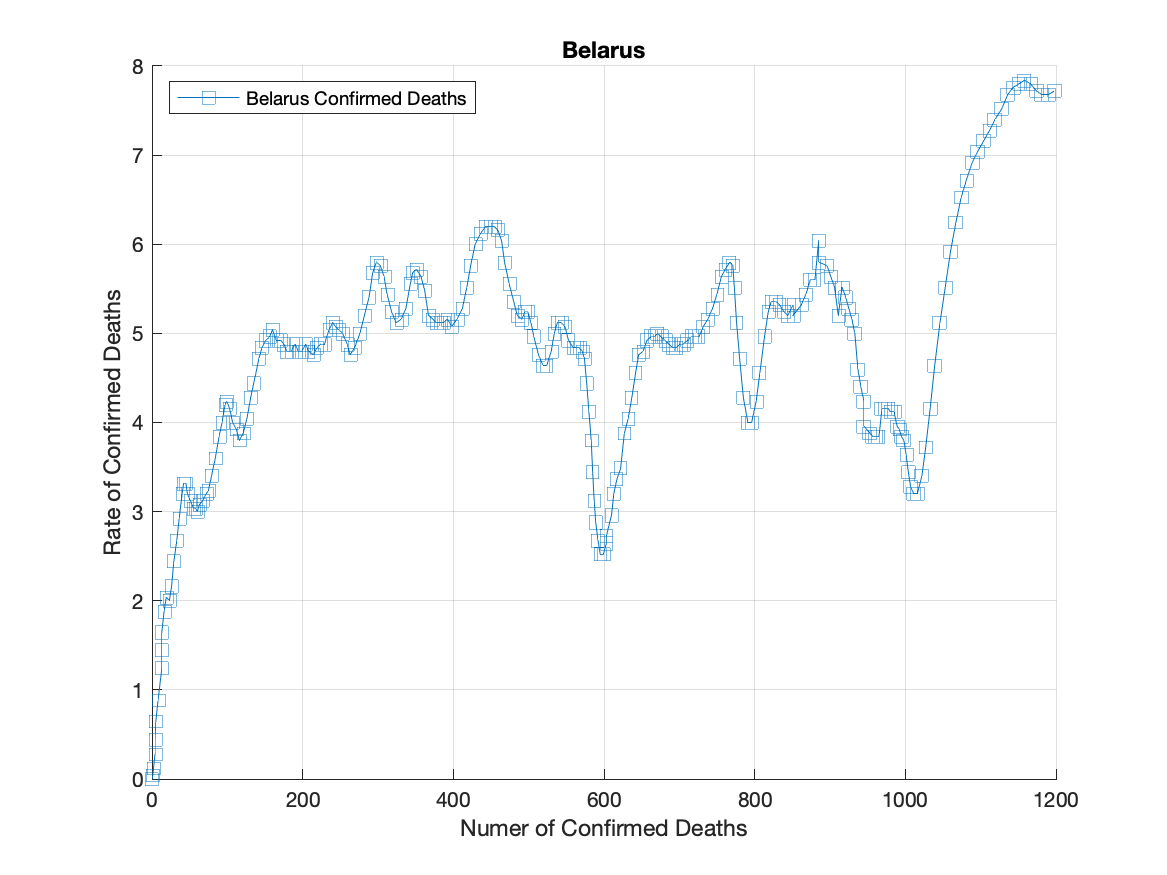 Belarus
Belarus Confirmed Deaths
Rate of Confirmed Deaths
8
7
6
5
4
3
2
1
0
0 200 400 600 800 1000 1200
Numer of Confirmed Deaths